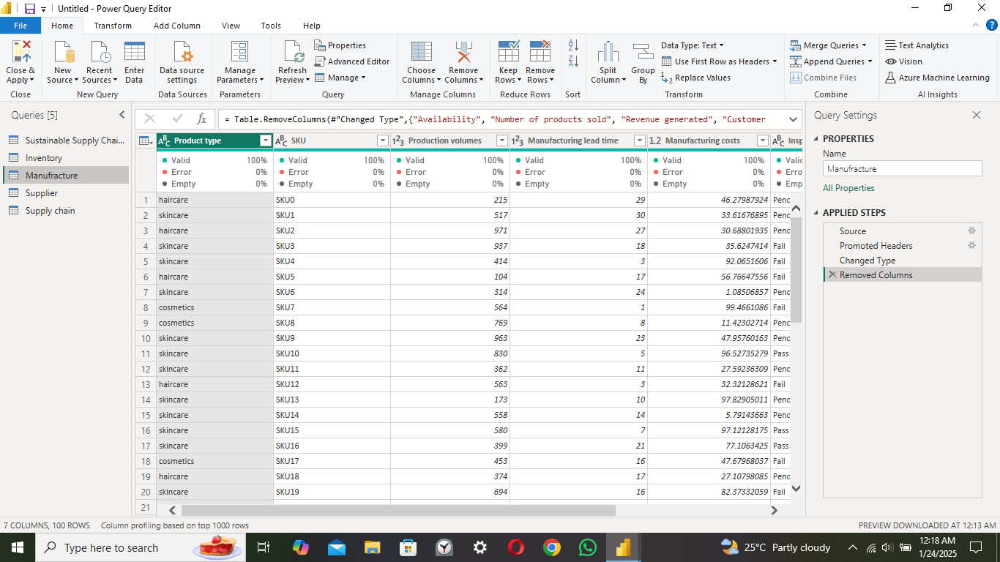 Untitled - Power Query Editor
File Home Transform Add Column View Tools Help
Close & Apply
Close
New Source
Recent Sources
Enter Data
New Query
Data source settings
Data Sources
Manage Parameters
Parameters
Refresh Preview
Properties
Advanced Editor
Manage
Query
Choose Columns
Remove Columns
Manage Columns
Keep Rows
Remove Rows
Reduce Rows
Sort
Split Column
Group By
Data Type: Text
Use First Row as Headers
Replace Values
Transform
Merge Queries
Append Queries
Combine Files
Combine
Text Analytics
Vision
Azure Machine Learning
AI Insights
Queries [5]
Sustainable Supply Chai...
Inventory
Manufracture
Supplier
Supply chain
= Table.RemoveColumns(#"Changed Type",{"Availability", "Number of products sold", "Revenue generated", "Customer
Product type SKU Production volumes Manufacturing lead time Manufacturing costs Insp
Valid 100% Valid 100% Valid 100% Valid 100% Valid 100% Valid
Error 0% Error 0% Error 0% Error 0% Error 0% Erro
Empty 0% Empty 0% Empty 0% Empty 0% Empty 0% Emp
1 haircare SKU0 215 29 46.27987924 Pend
2 skincare SKU1 517 30 33.61676895 Pend
3 haircare SKU2 971 27 30.68801935 Pend
4 skincare SKU3 937 18 35.6247414 Fail
5 skincare SKU4 414 3 92.0651606 Fail
6 haircare SKU5 104 17 56.76647556 Fail
7 skincare SKU6 314 24 1.08506857 Pend
8 cosmetics SKU7 564 1 99.4661086 Fail
9 cosmetics SKU8 769 8 11.42302714 Pend
10 skincare SKU9 963 23 47.95760163 Pend
11 skincare SKU10 830 5 96.52735279 Pass
12 skincare SKU11 362 11 27.59236309 Pend
13 haircare SKU12 563 3 32.32128621 Fail
14 skincare SKU13 173 10 97.82905011 Pend
15 skincare SKU14 558 14 5.79143663 Pend
16 skincare SKU15 580 7 97.12128175 Pass
17 skincare SKU16 399 21 77.1063425 Pass
18 cosmetics SKU17 453 16 47.67968037 Fail
19 haircare SKU18 374 17 27.10798085 Pend
20 skincare SKU19 694 16 82.37332059 Fail
21
Query Settings
PROPERTIES
Name
Manufracture
All Properties
APPLIED STEPS
Source
Promoted Headers
Changed Type
Removed Columns
7 COLUMNS, 100 ROWS Column profiling based on top 1000 rows
PREVIEW DOWNLOADED AT 12:13 AM
Type here to search
25°C Partly cloudy
12:18 AM
1/24/2025